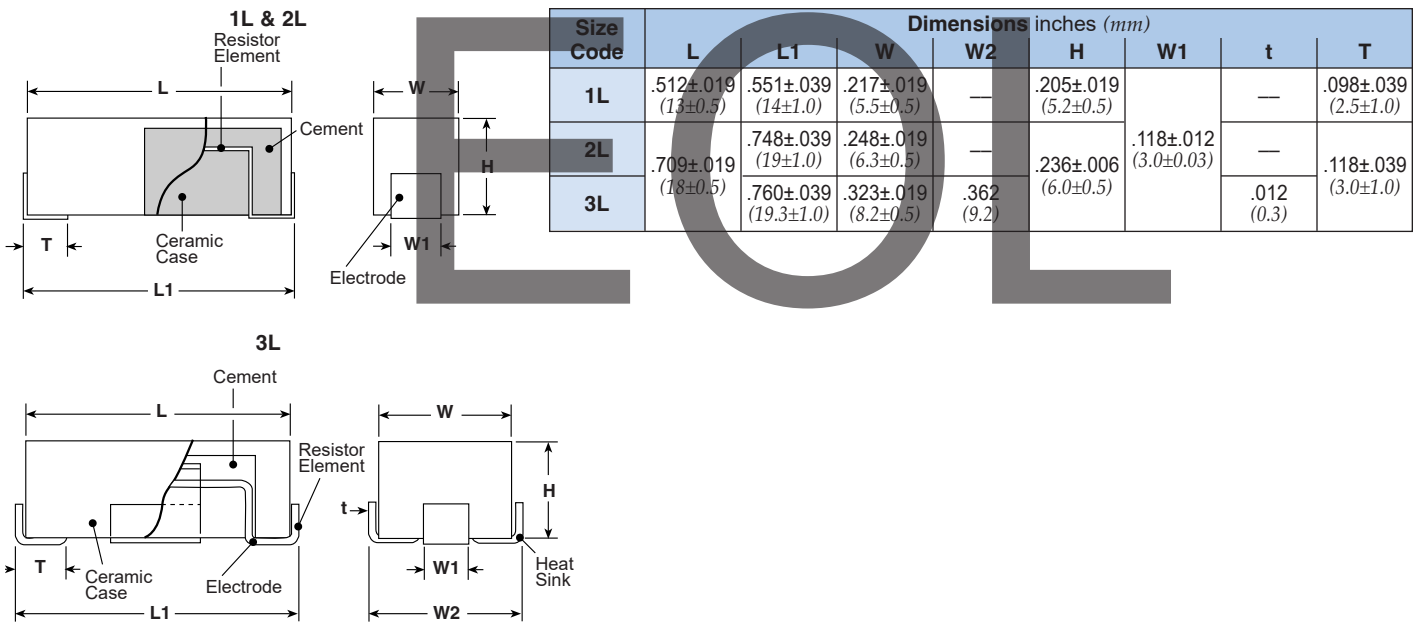 1L & 2L
Resistor
Element
L
W
Cement
H
T
Ceramic
Case
W1
Electrode
L1
Size
Code
Dimensions inches (mm)
L L1 W W2 H W1 t T
1L
.512±.019 .551±.039 .217±.019 — .205±.019 — .098±.039
(13±0.5) (14±1.0) (5.5±0.5) (5.2±0.5) (2.5±1.0)
2L
.748±.039 .248±.019 — —
(19±1.0) (6.3±0.5)
.709±.019
(18±0.5)
.236±.006
(6.0±0.5)
.118±.012
(3.0±0.03)
.118±.039
(3.0±1.0)
3L
.760±.039 .323±.019 .362 .012
(19.3±1.0) (8.2±0.5) (9.2) (0.3)
EOL
3L
Cement
L
W
Resistor
Element
H
t
T
Ceramic
Case
Electrode
W1
Heat
Sink
L1
W2